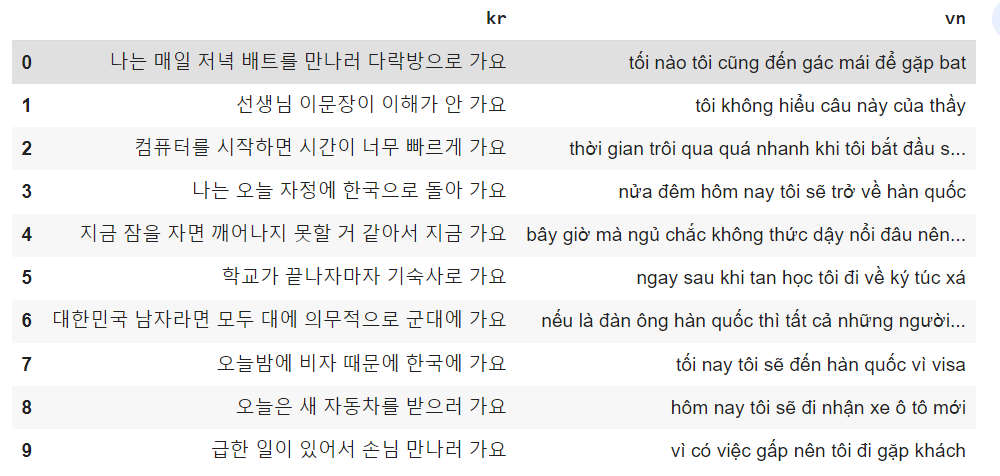 kr vn
0 나는 매일 저녁 배트를 만나러 다락방으로 가요 tối nào tôi cũng đến gác mái để gặp bat
1 선생님 이문장이 이해가 안 가요 tôi không hiểu câu này của thầy
2 컴퓨터를 시작하면 시간이 너무 빠르게 가요 thời gian trôi qua quá nhanh khi tôi bắt đầu s...
3 나는 오늘 자정에 한국으로 돌아 가요 nửa đêm hôm nay tôi sẽ trở về hàn quốc
4 지금 잠을 자면 깨어나지 못할 거 같아서 지금 가요 bây giờ mà ngủ chắc không thức dậy nổi đâu nên...
5 학교가 끝나자마자 기숙사로 가요 ngay sau khi tan học tôi đi về ký túc xá
6 대한민국 남자라면 모두 대에 의무적으로 군대에 가요 nếu là đàn ông hàn quốc thì tất cả những người...
7 오늘밤에 비자 때문에 한국에 가요 tối nay tôi sẽ đến hàn quốc vì visa
8 오늘은 새 자동차를 받으러 가요 hôm nay tôi sẽ đi nhận xe ô tô mới
9 급한 일이 있어서 손님 만나러 가요 vì có việc gấp nên tôi đi gặp khách